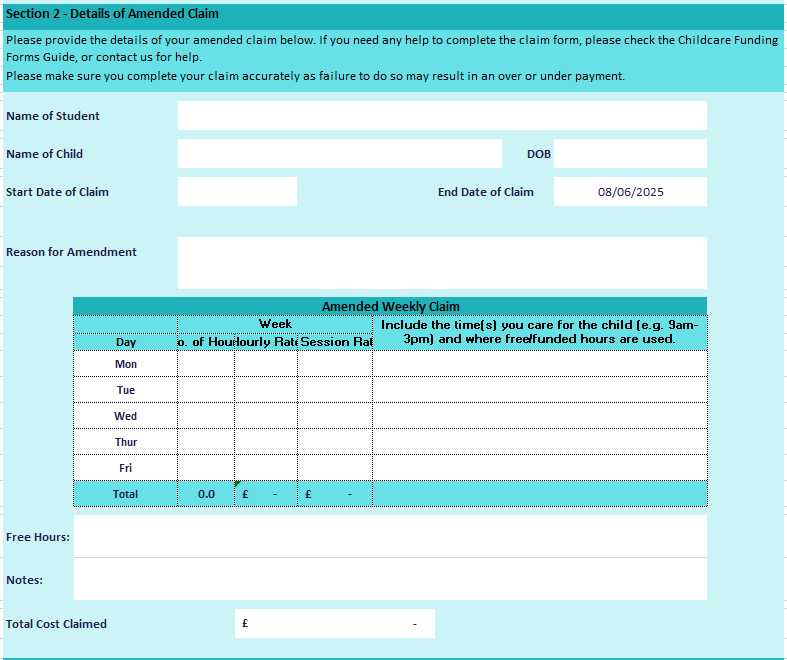 Section 2 - Details of Amended Claim
Please provide the details of your amended claim below. If you need any help to complete the claim form, please check the Childcare Funding
Forms Guide, or contact us for help.
Please make sure you complete your claim accurately as failure to do so may result in an over or under payment.
Name of Student
Name of Child DOB
Start Date of Claim End Date of Claim 08/06/2025
Reason for Amendment
Amended Weekly Claim
Week Include the time(s) you care for the child (e.g. 9am-
Day o. of Hou Hourly Rate Session Rat 3pm) and where free/funded hours are used.
Mon
Tue
Wed
Thur
Fri
Total 0.0 £ - £ -
Free Hours:
Notes:
Total Cost Claimed £ -